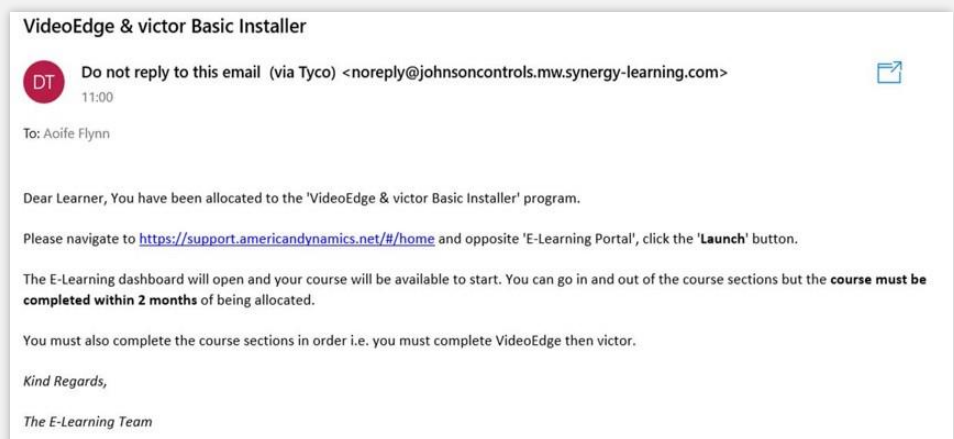 VideoEdge & victor Basic Installer
DT
Do not reply to this email (via Tyco) <noreply@johnsoncontrols.mw.synergy-learning.com>
11:00
To: Aoife Flynn
Dear Learner, You have been allocated to the 'VideoEdge & victor Basic Installer' program.
Please navigate to https://support.americandynamics.net/#/home and opposite 'E-Learning Portal', click the 'Launch' button.
The E-Learning dashboard will open and your course will be available to start. You can go in and out of the course sections but the course must be
completed within 2 months of being allocated.
You must also complete the course sections in order i.e. you must complete VideoEdge then victor.
Kind Regards,
The E-Learning Team